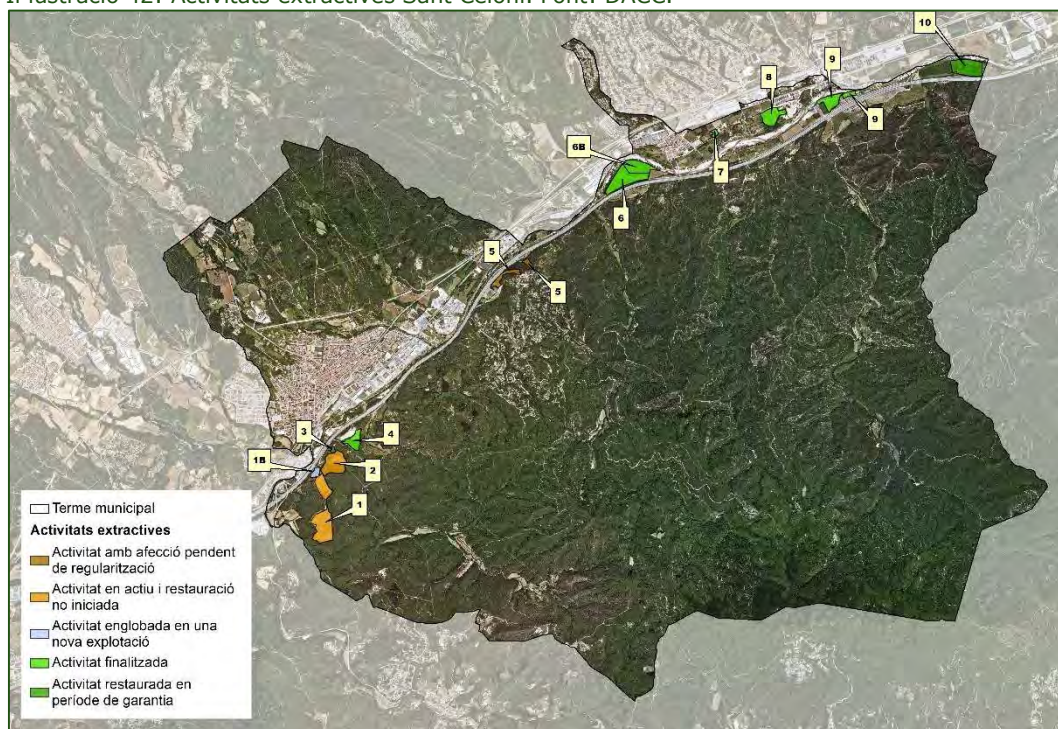 Il·lustració 42. Activitats extractives Sant Celoni. Font: DACC.
10
9
8
9
6B
7
6
5
5
3
4
1B
2
1
Terme municipal
Activitats extractives
Activitat amb afecció pendent
de regularització
Activitat en actiu i restauració
no iniciada
Activitat englobada en una
nova explotació
Activitat finalitzada
Activitat restaurada en
període de garantia